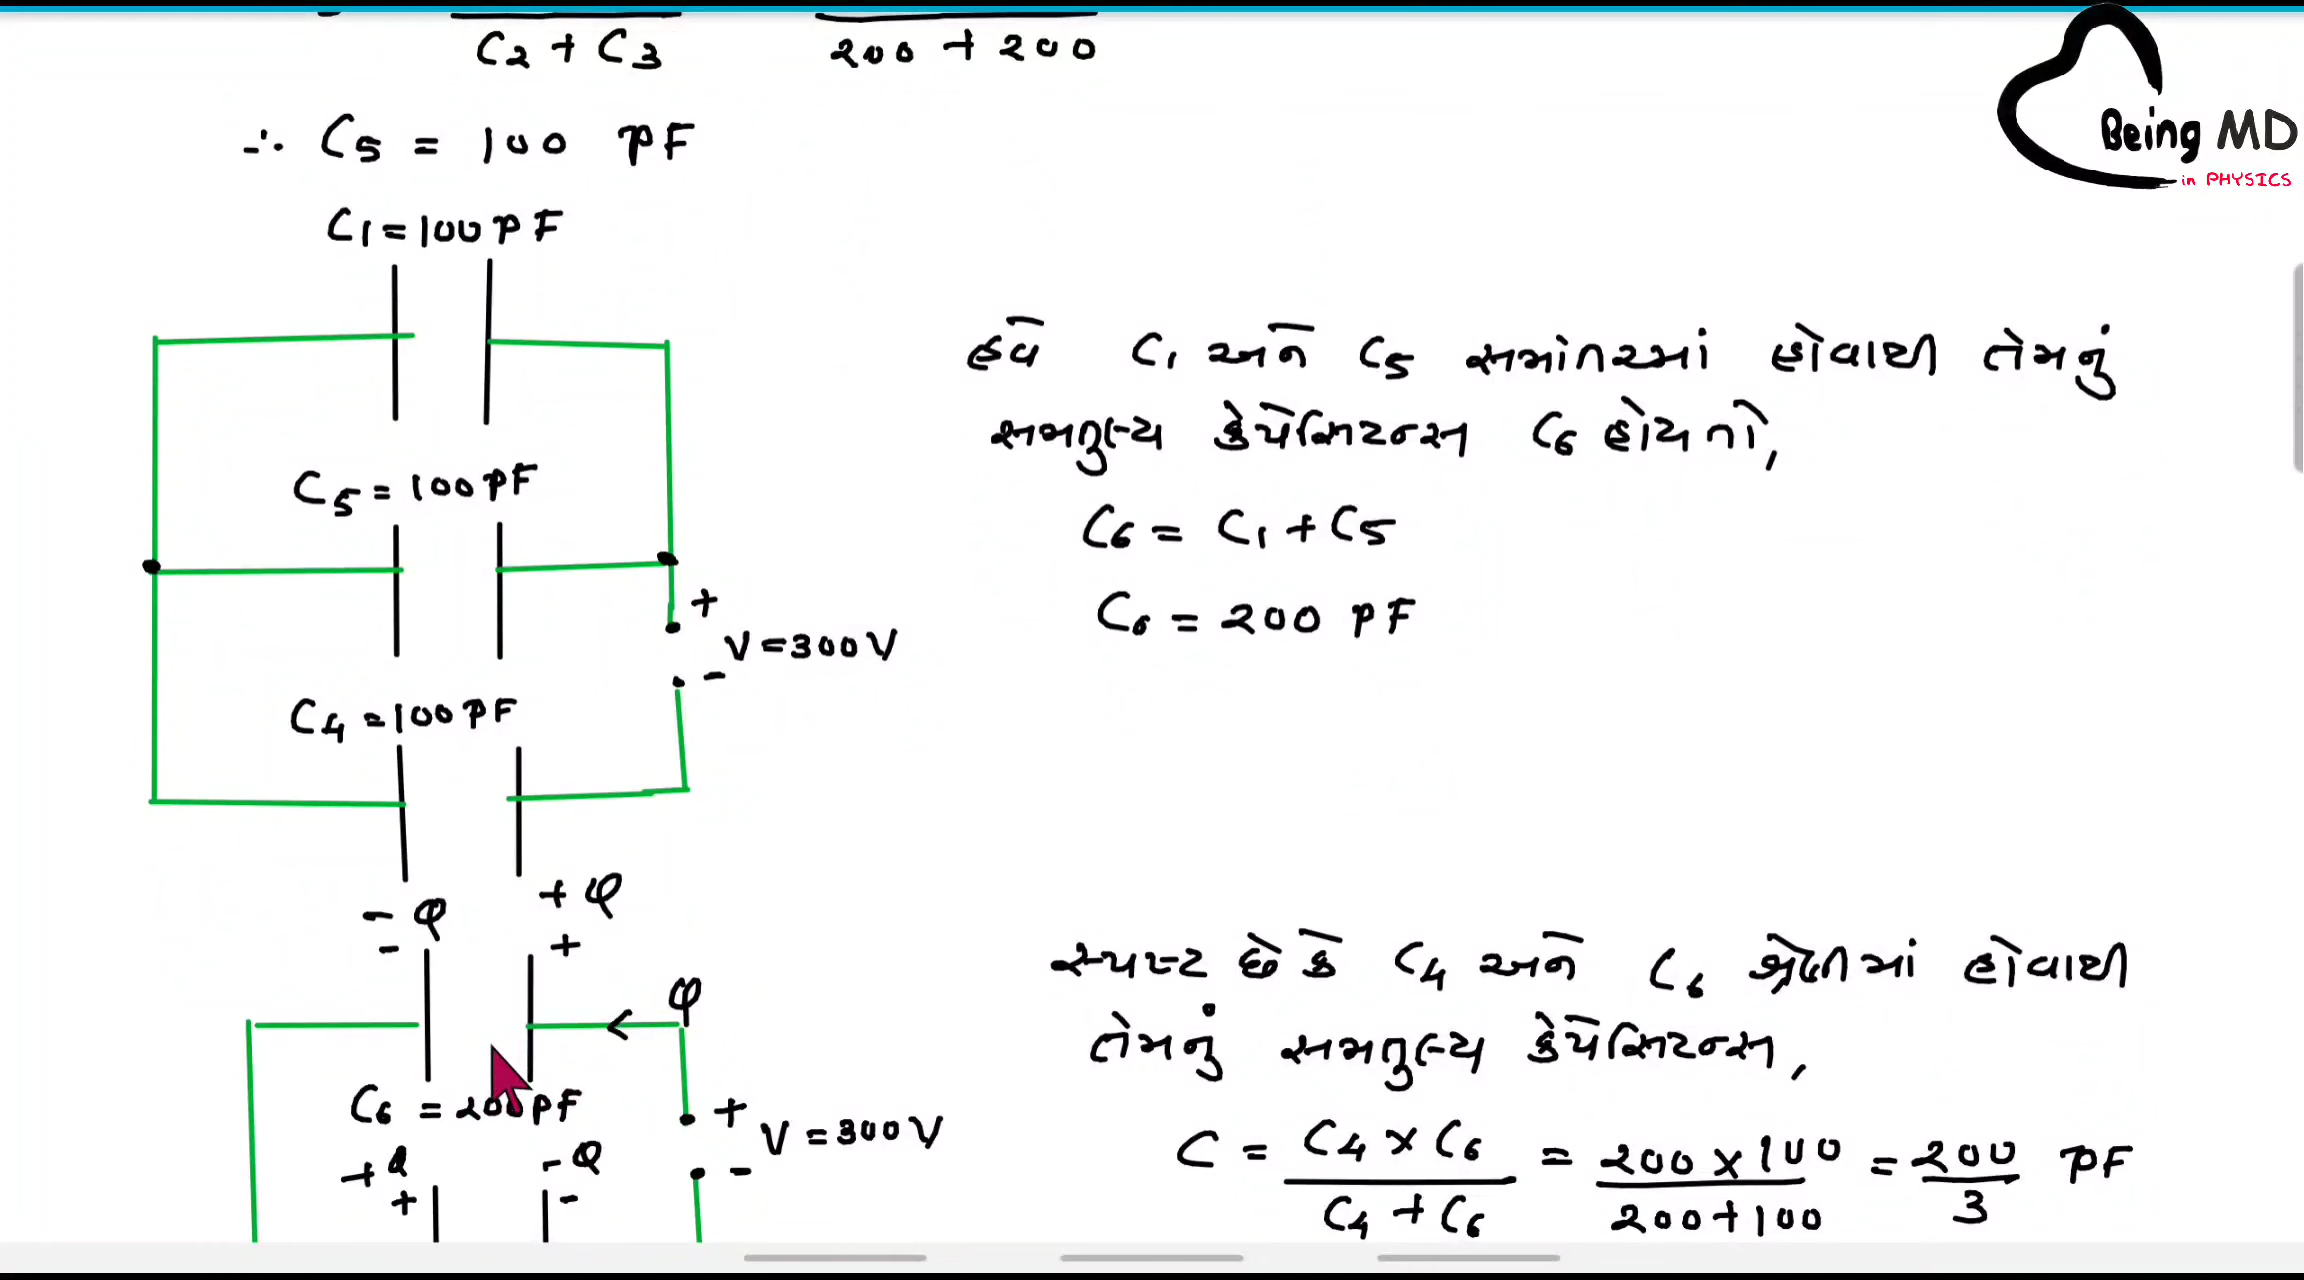 C2 + C3 200 + 200
∴ C5 = 100 pF
C1 = 100 PF
Being MD
in PHYSICS
હવે C1 અને C5 સમાંતરમાં હોવાથી તેમનું
સમતુલ્ય કેપેસિટન્સ C6 હોય તો,
C5 = 100 PF
C6 = C1 + C5
C6 = 200 PF
+
V = 300 V
-
C4 = 100 PF
- Q + Q
- +
સ્પષ્ટ છે કે C4 અને C6 શ્રેણીમાં હોવાથી
તેમનું સમતુલ્ય કેપેસિટન્સ,
Q
C6 = 200 PF
+
V = 300 V
-
C = C4 × C6 / C4 + C6 = 200 × 100 / 200 + 100 = 200 / 3 PF
+ Q - Q
+ -